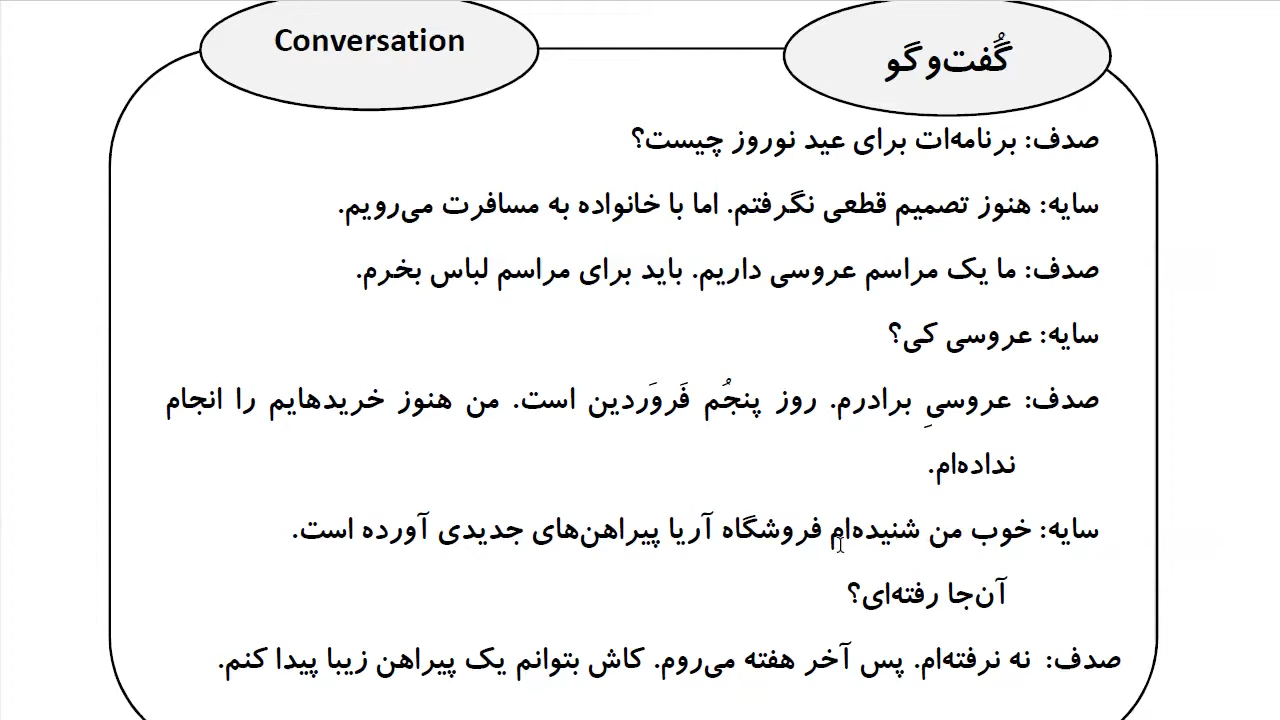 Conversation
گُفت‌وگو
صدف: برنامه‌ات برای عید نوروز چیست؟
سایه: هنوز تصمیم قطعی نگرفتم. اما با خانواده به مسافرت می‌رویم.
صدف: ما یک مراسم عروسی داریم. باید برای مراسم لباس بخرم.
سایه: عروسی کی؟
صدف: عروسیِ برادرم. روز پنجُم فَروَردین است. من هنوز خریدهایم را انجام
نداده‌ام.
سایه: خوب من شنیده‌ام فروشگاه آریا پیراهن‌های جدیدی آورده است.
آن‌جا رفته‌ای؟
صدف: نه نرفته‌ام. پس آخر هفته می‌روم. کاش بتوانم یک پیراهن زیبا پیدا کنم.